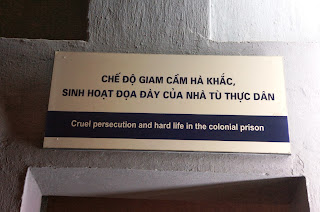 CHẾ ĐỘ GIAM CẦM HÀ KHẮC,
SINH HOẠT ĐỌA ĐÀY CỦA NHÀ TÙ THỰC DÂN
Cruel persecution and hard life in the colonial prison